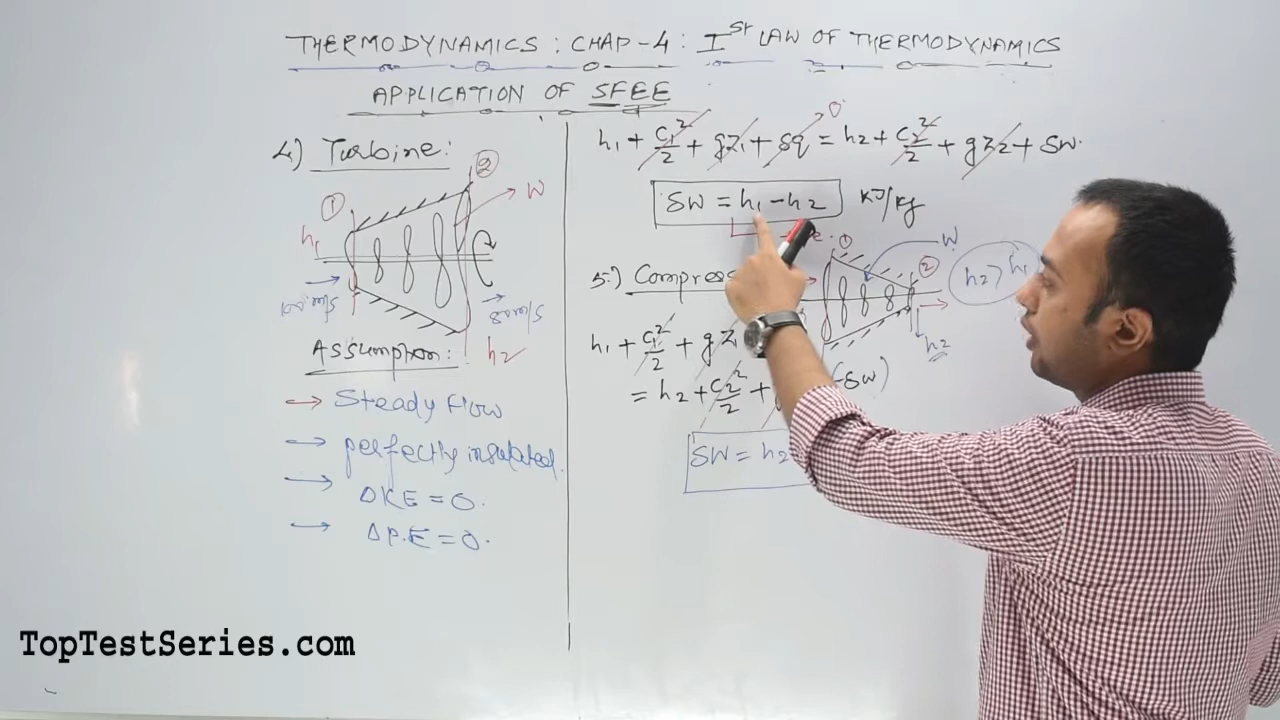 THERMODYNAMICS : CHAP-4 : Iˢᵗ LAW OF THERMODYNAMICS
APPLICATION OF SFEE
4) Turbine:
① ② W
h₁
h₂
Assumption:
→ Steady Flow
→ perfectly insulated.
→ ΔKE = 0.
→ ΔP.E = 0.
h₁ + C₁²/2 + gZ₁ + δq = h₂ + C₂²/2 + gZ₂ + δW. 0
δW = h₁ - h₂ KJ/kg
5.) Compress
① W ② h₂ > h₁
h₂
h₁ + C₁²/2 + gZ
= h₂ + C₂²/2 + (δW)
δW = h₂
TopTestSeries.com